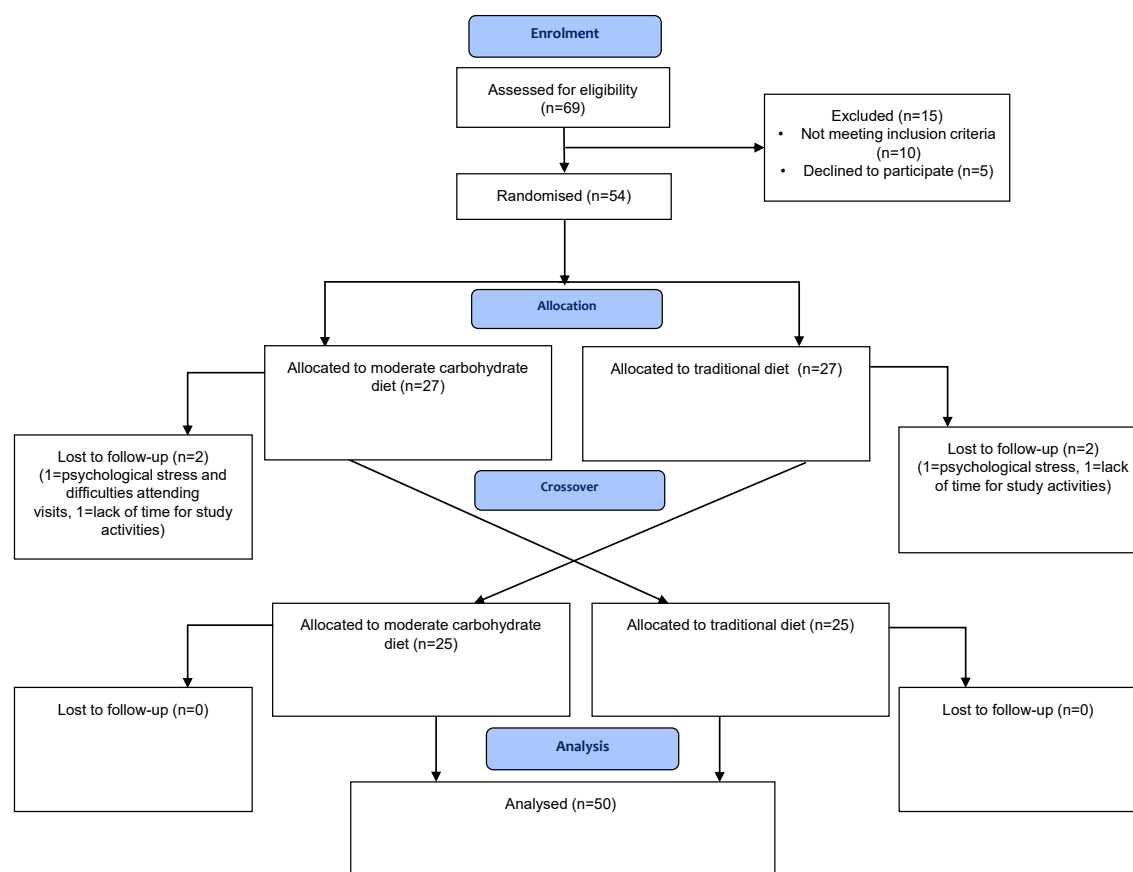 Enrolment
Assessed for eligibility
(n=69)
Excluded (n=15)
• Not meeting inclusion criteria
(n=10)
• Declined to participate (n=5)
Randomised (n=54)
Allocation
Allocated to moderate carbohydrate
diet (n=27)
Allocated to traditional diet (n=27)
Lost to follow-up (n=2)
(1=psychological stress and
difficulties attending
visits, 1=lack of time for study
activities)
Lost to follow-up (n=2)
(1=psychological stress, 1=lack
of time for study activities)
Crossover
Allocated to moderate carbohydrate
diet (n=25)
Allocated to traditional diet (n=25)
Lost to follow-up (n=0)
Lost to follow-up (n=0)
Analysis
Analysed (n=50)